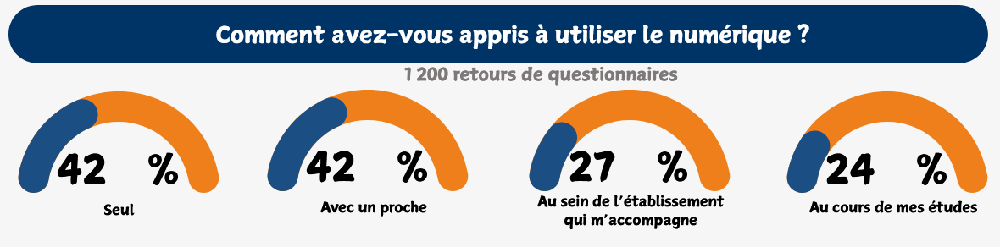 Comment avez-vous appris à utiliser le numérique ?
1 200 retours de questionnaires
42 %
Seul
42 %
Avec un proche
27 %
Au sein de l'établissement
qui m'accompagne
24 %
Au cours de mes études